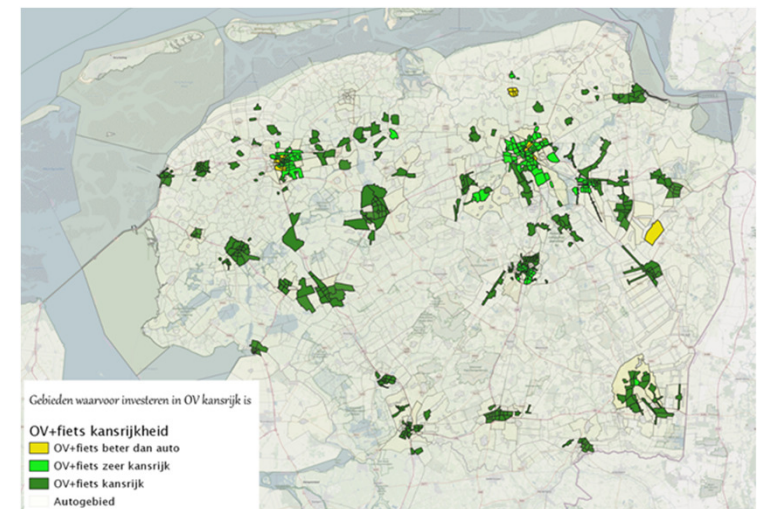 Gebieden waarvoor investeren in OV kansrijk is
OV+fiets kansrijkheid
OV+fiets beter dan auto
OV+fiets zeer kansrijk
OV+fiets kansrijk
Autogebied